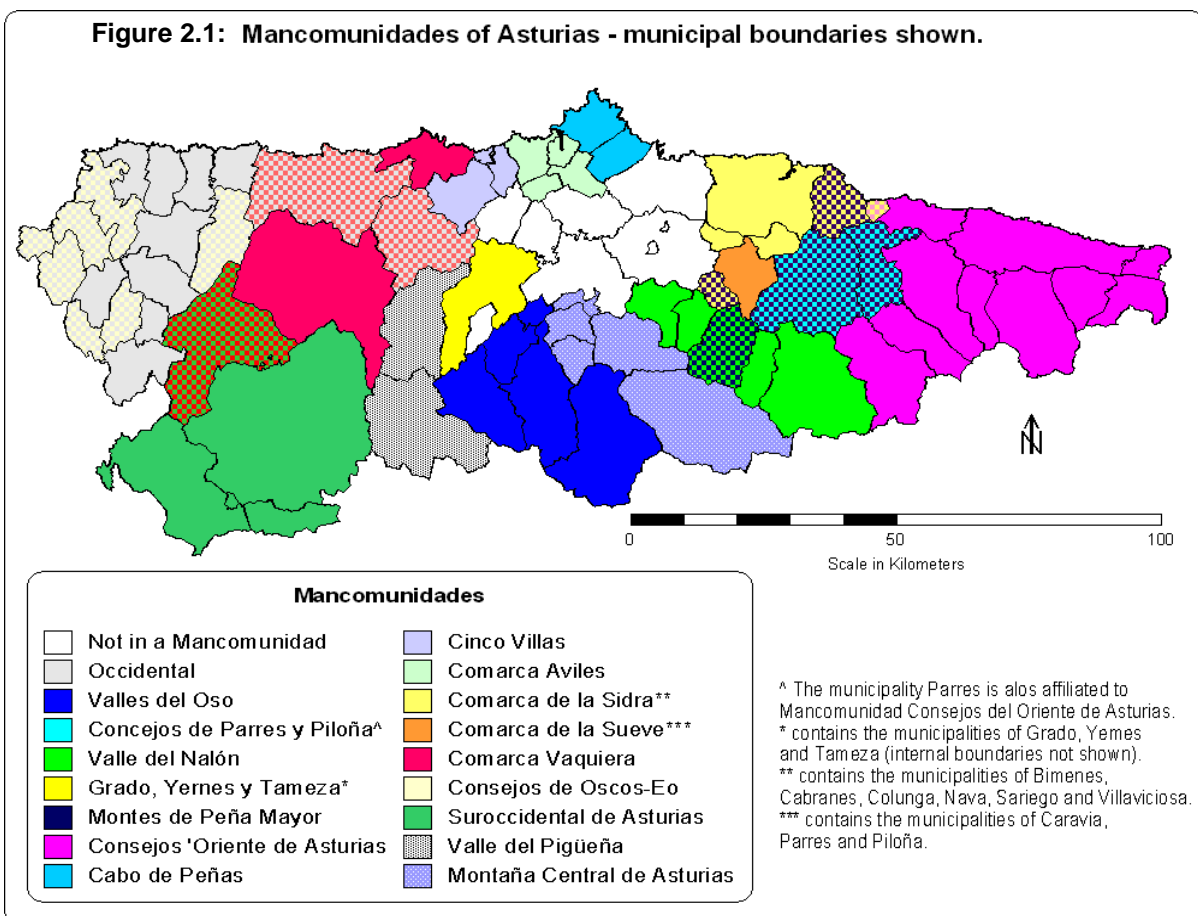 Figure 2.1: Mancomunidades of Asturias - municipal boundaries shown.
N
0 50 100
Scale in Kilometers
Mancomunidades
Not in a Mancomunidad
Occidental
Valles del Oso
Concejos de Parres y Piloña^
Valle del Nalón
Grado, Yernes y Tameza*
Montes de Peña Mayor
Consejos 'Oriente de Asturias
Cabo de Peñas
Cinco Villas
Comarca Aviles
Comarca de la Sidra**
Comarca de la Sueve***
Comarca Vaquiera
Consejos de Oscos-Eo
Suroccidental de Asturias
Valle del Pigüeña
Montaña Central de Asturias
^ The municipality Parres is alos affiliated to
Mancomunidad Consejos del Oriente de Asturias.
* contains the municipalities of Grado, Yemes
and Tameza (internal boundaries not shown).
** contains the municipalities of Bimenes,
Cabranes, Colunga, Nava, Sariego and Villaviciosa.
*** contains the municipalities of Caravia,
Parres and Piloña.